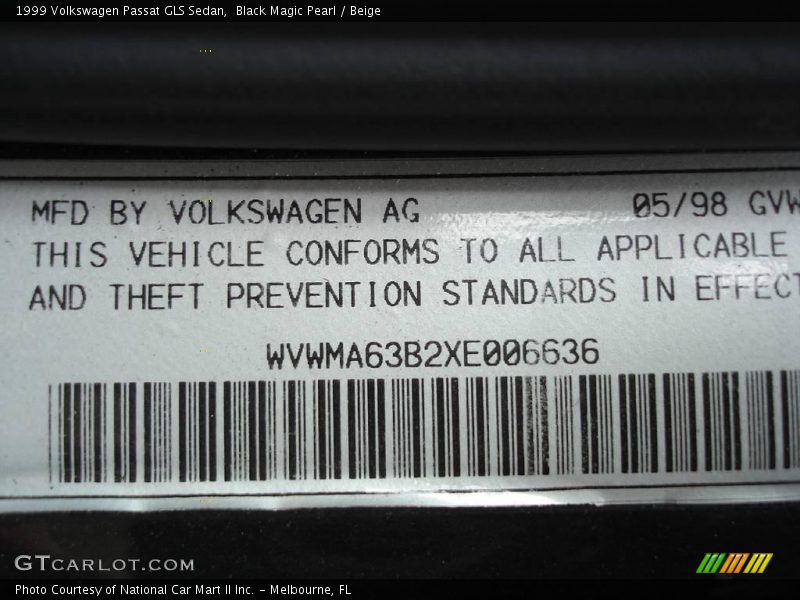 1999 Volkswagen Passat GLS Sedan,  Black Magic Pearl / Beige
MFD BY VOLKSWAGEN AG 05/98 GVW
THIS VEHICLE CONFORMS TO ALL APPLICABLE
AND THEFT PREVENTION STANDARDS IN EFFECT
WVWMA63B2XE006636
GTCARLOT.COM
Photo Courtesy of National Car Mart II Inc. - Melbourne, FL